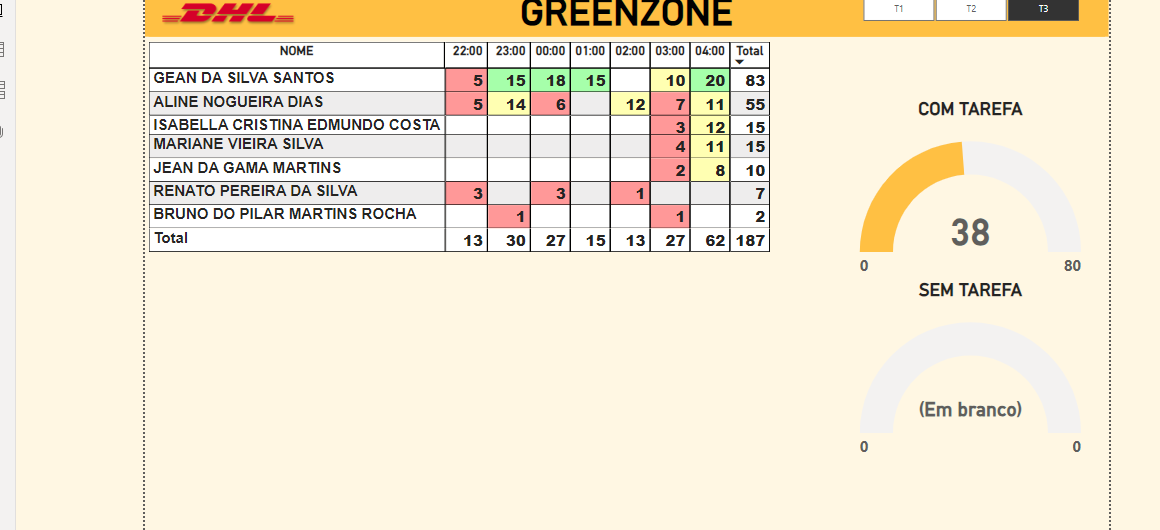 DHL GREENZONE T1 T2 T3
NOME 22:00 23:00 00:00 01:00 02:00 03:00 04:00 Total
GEAN DA SILVA SANTOS 5 15 18 15 10 20 83
ALINE NOGUEIRA DIAS 5 14 6 12 7 11 55
ISABELLA CRISTINA EDMUNDO COSTA 3 12 15
MARIANE VIEIRA SILVA 4 11 15
JEAN DA GAMA MARTINS 2 8 10
RENATO PEREIRA DA SILVA 3 3 1 7
BRUNO DO PILAR MARTINS ROCHA 1 1 2
Total 13 30 27 15 13 27 62 187
COM TAREFA
38
0 80
SEM TAREFA
(Em branco)
0 0